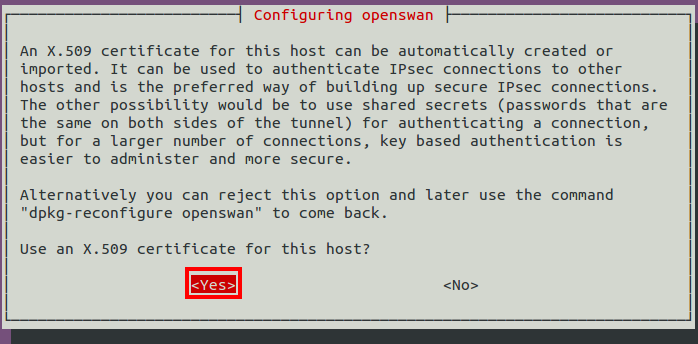 Configuring openswan
An X.509 certificate for this host can be automatically created or
imported. It can be used to authenticate IPsec connections to other
hosts and is the preferred way of building up secure IPsec connections.
The other possibility would be to use shared secrets (passwords that are
the same on both sides of the tunnel) for authenticating a connection,
but for a larger number of connections, key based authentication is
easier to administer and more secure.
Alternatively you can reject this option and later use the command
"dpkg-reconfigure openswan" to come back.
Use an X.509 certificate for this host?
<Yes> <No>